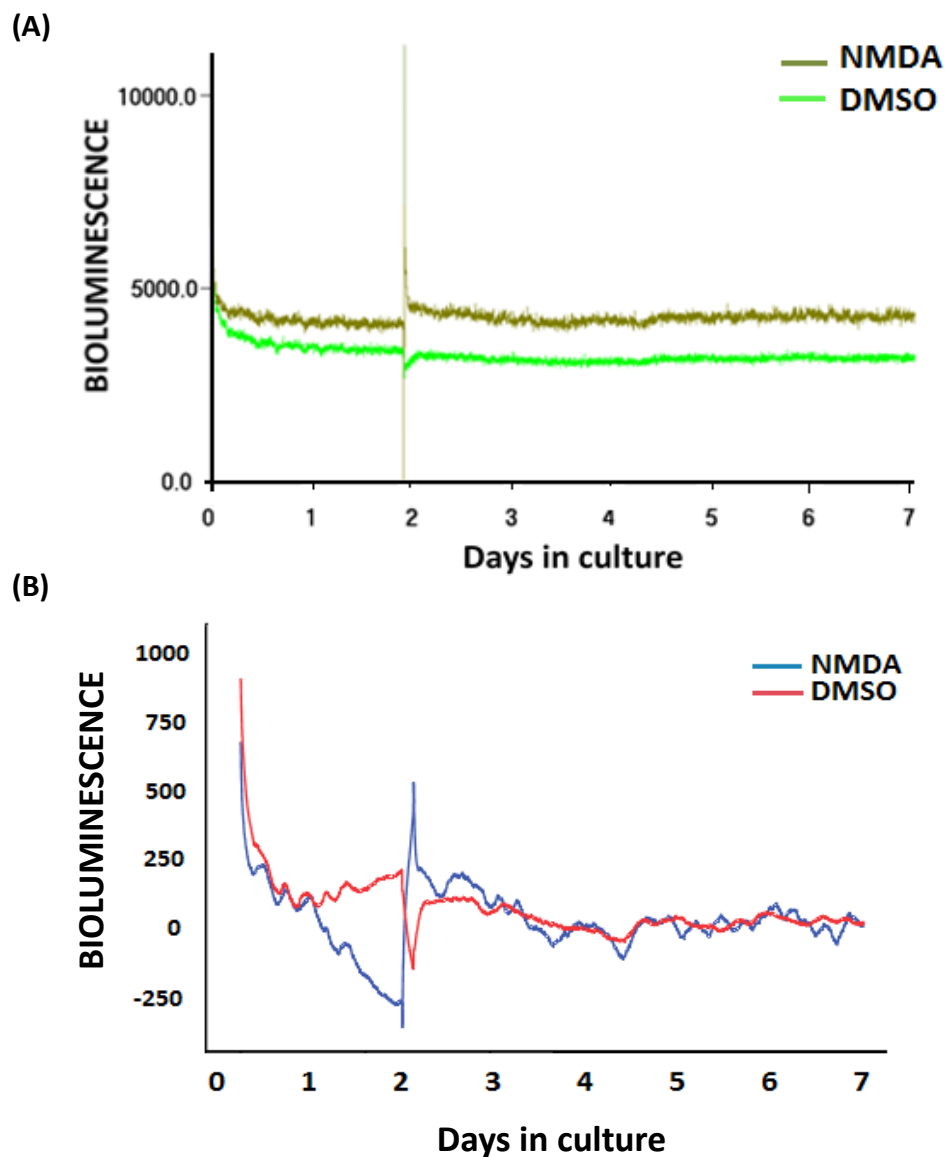 (A)
NMDA
DMSO
10000.0
5000.0
0.0
BIOLUMINESCENCE
0 1 2 3 4 5 6 7
Days in culture
(B)
NMDA
DMSO
1000
750
500
250
0
-250
BIOLUMINESCENCE
0 1 2 3 4 5 6 7
Days in culture